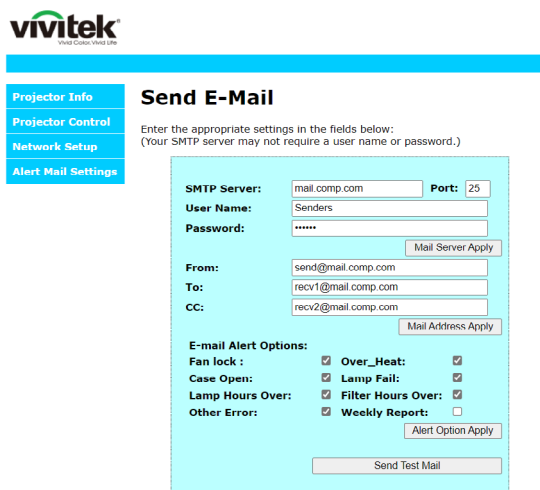 vivitek®
Vivid Color, Vivid Life
Projector Info
Projector Control
Network Setup
Alert Mail Settings
Send E-Mail
Enter the appropriate settings in the fields below:
(Your SMTP server may not require a user name or password.)
SMTP Server: mail.comp.com Port: 25
User Name: Senders
Password: ••••••
Mail Server Apply
From: send@mail.comp.com
To: recv1@mail.comp.com
CC: recv2@mail.comp.com
Mail Address Apply
E-mail Alert Options:
Fan lock : Over_Heat:
Case Open: Lamp Fail:
Lamp Hours Over: Filter Hours Over:
Other Error: Weekly Report:
Alert Option Apply
Send Test Mail